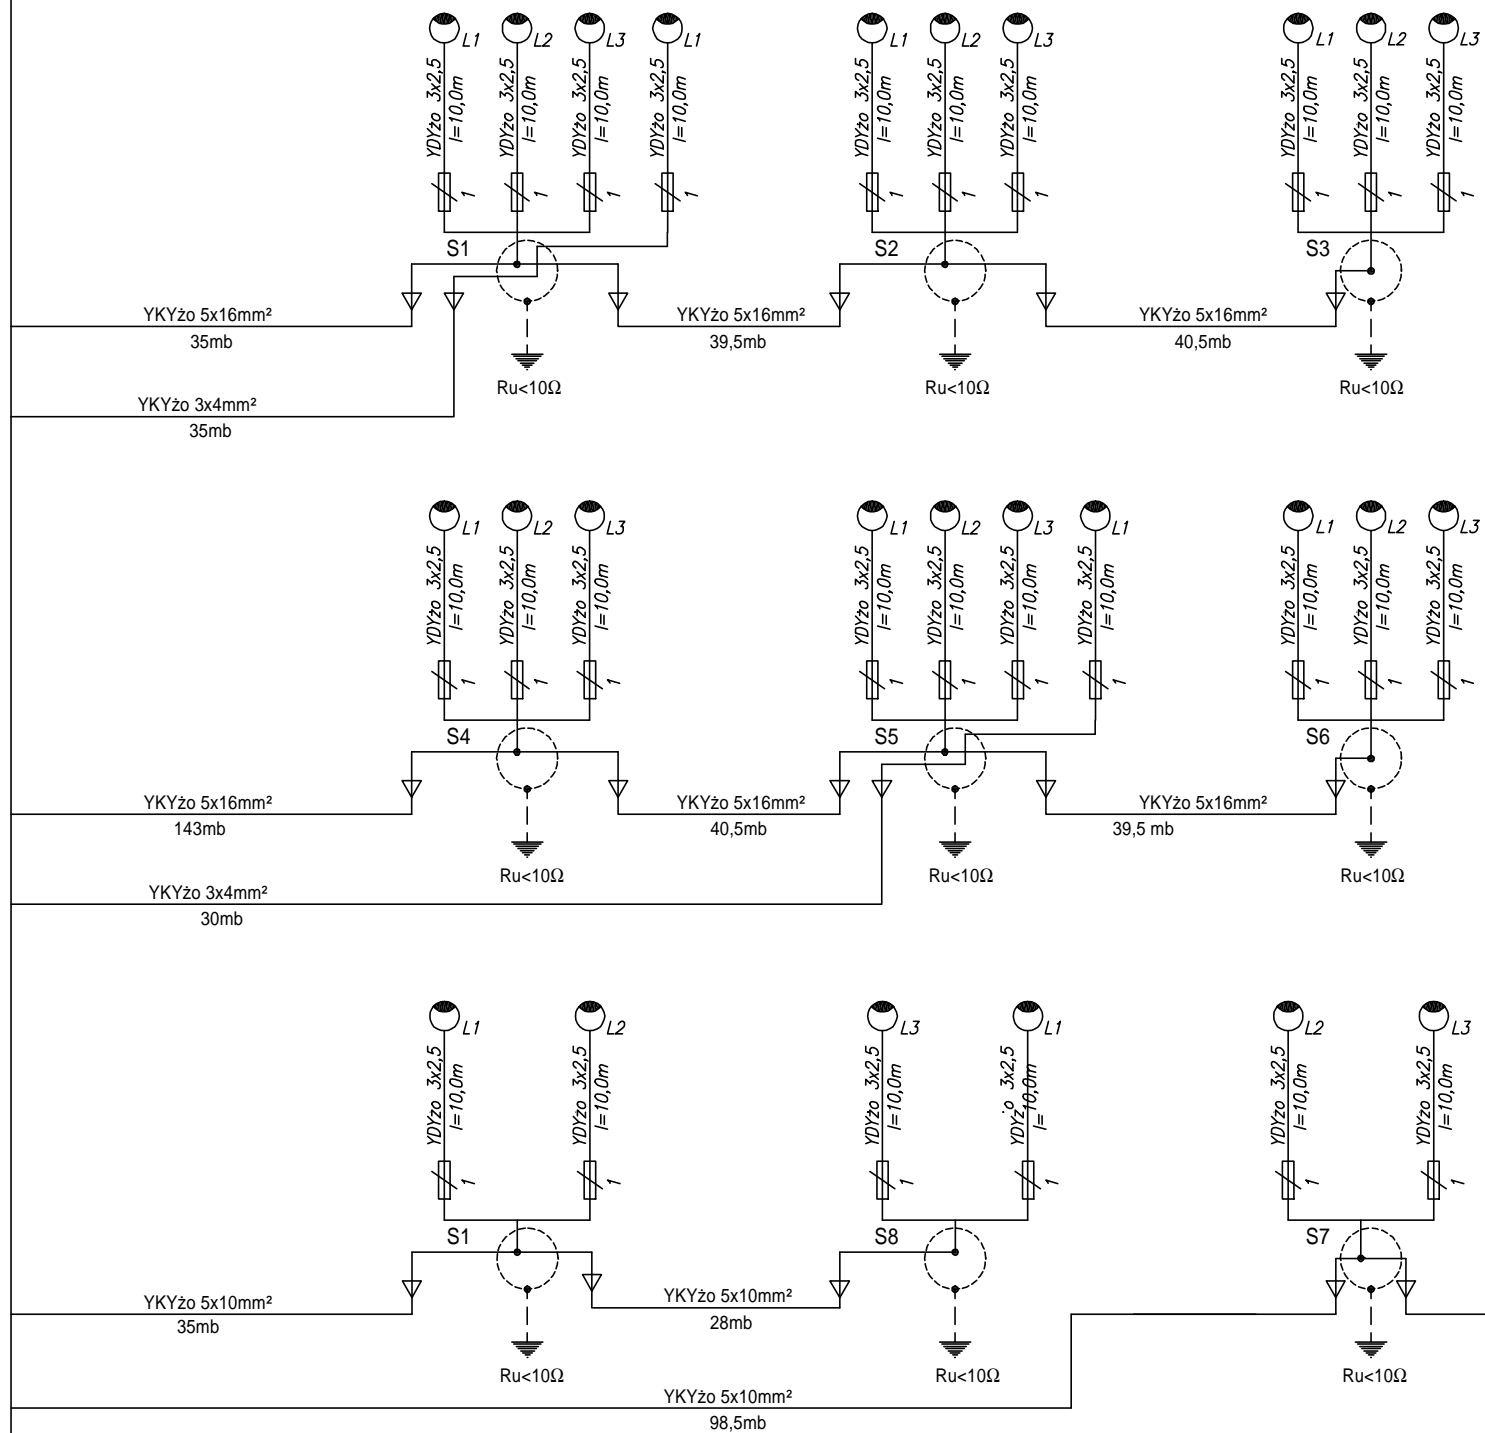 L1 L2 L3 L1 L1 L2 L3 L1 L2 L3
YDYżo 3x2,5 YDYżo 3x2,5 YDYżo 3x2,5 YDYżo 3x2,5 YDYżo 3x2,5 YDYżo 3x2,5 YDYżo 3x2,5 YDYżo 3x2,5 YDYżo 3x2,5 YDYżo 3x2,5
l=10,0m l=10,0m l=10,0m l=10,0m l=10,0m l=10,0m l=10,0m l=10,0m l=10,0m l=10,0m
1 1 1 1 1 1 1 1 1 1
S1 S2 S3
YKYżo 5x16mm² YKYżo 5x16mm² YKYżo 5x16mm²
35mb 39,5mb 40,5mb
Ru<10Ω Ru<10Ω Ru<10Ω
YKYżo 3x4mm²
35mb
L1 L2 L3 L1 L2 L3 L1 L1 L2 L3
YDYżo 3x2,5 YDYżo 3x2,5 YDYżo 3x2,5 YDYżo 3x2,5 YDYżo 3x2,5 YDYżo 3x2,5 YDYżo 3x2,5 YDYżo 3x2,5 YDYżo 3x2,5 YDYżo 3x2,5
l=10,0m l=10,0m l=10,0m l=10,0m l=10,0m l=10,0m l=10,0m l=10,0m l=10,0m l=10,0m
1 1 1 1 1 1 1 1 1 1
S4 S5 S6
YKYżo 5x16mm² YKYżo 5x16mm² YKYżo 5x16mm²
143mb 40,5mb 39,5 mb
Ru<10Ω Ru<10Ω Ru<10Ω
YKYżo 3x4mm²
30mb
L1 L2 L3 L1 L2 L3
YDYżo 3x2,5 YDYżo 3x2,5 YDYżo 3x2,5 YDYżo 3x2,5 YDYżo 3x2,5 YDYżo 3x2,5
l=10,0m l=10,0m l=10,0m l=10,0m l=10,0m l=10,0m
1 1 1 1 1 1
S1 S8 S7
YKYżo 5x10mm² YKYżo 5x10mm²
35mb 28mb
Ru<10Ω Ru<10Ω Ru<10Ω
YKYżo 5x10mm²
98,5mb